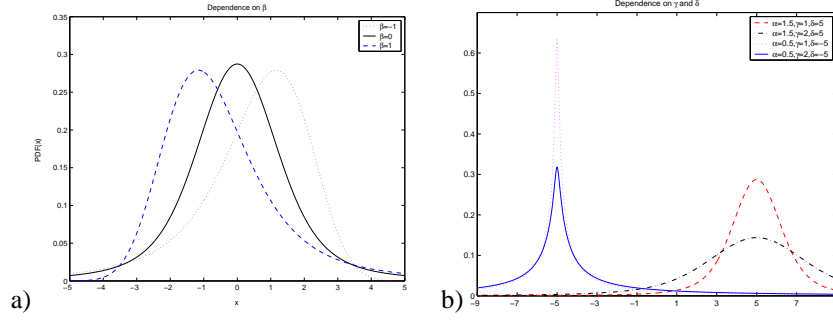 Dependence on β
0.35
0.3
0.25
0.2
0.15
0.1
0.05
0
PDF(x)
β=−1
β=0
β=1
−5 −4 −3 −2 −1 0 1 2 3 4 5
x
a)
Dependence on γ and δ
0.6
0.5
0.4
0.3
0.2
0.1
0
α=1.5,γ=1,δ=5
α=1.5,γ=2,δ=5
α=0.5,γ=1,δ=−5
α=0.5,γ=2,δ=−5
−9 −7 −5 −3 −1 1 3 5 7
b)